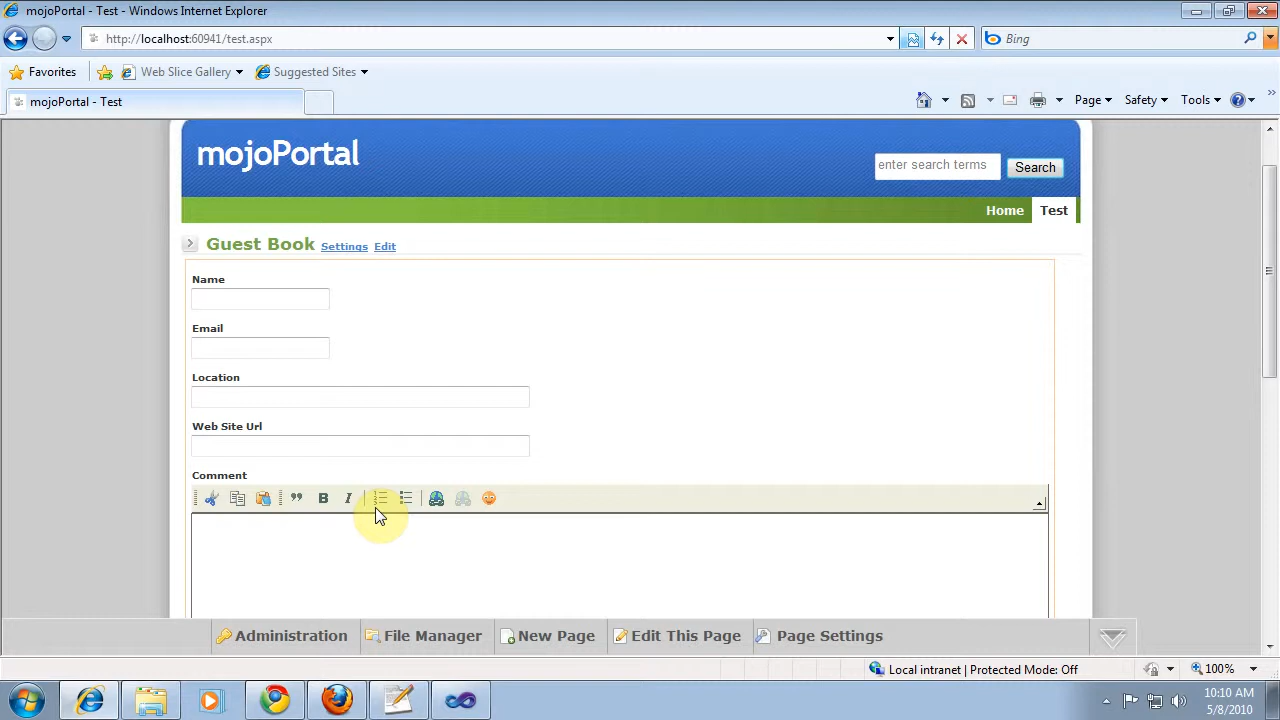 mojoPortal - Test - Windows Internet Explorer
http://localhost:60941/test.aspx
Bing
Favorites
Web Slice Gallery
Suggested Sites
mojoPortal - Test
Page
Safety
Tools
»
mojoPortal
enter search terms
Search
Home
Test
Guest Book
Settings
Edit
Name
Email
Location
Web Site Url
Comment
B
I
Administration
File Manager
New Page
Edit This Page
Page Settings
Local intranet | Protected Mode: Off
100%
10:10 AM
5/8/2010